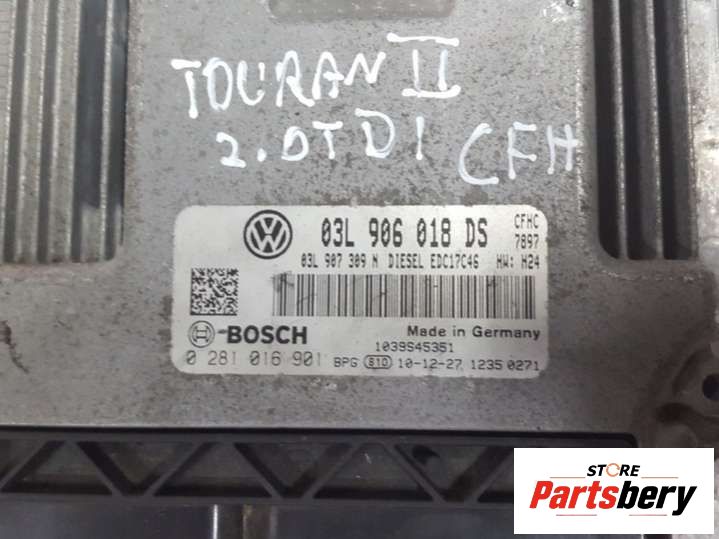 TOURAN II
2.0TDI CFH
03L 906 018 DS CFHC
7897
03L 907 309 N DIESEL EDC17C46 HW: H24
BOSCH Made in Germany
1039S45351
0 281 016 901 BPG 810 10-12-27 1235 0271
STORE
Partsbery